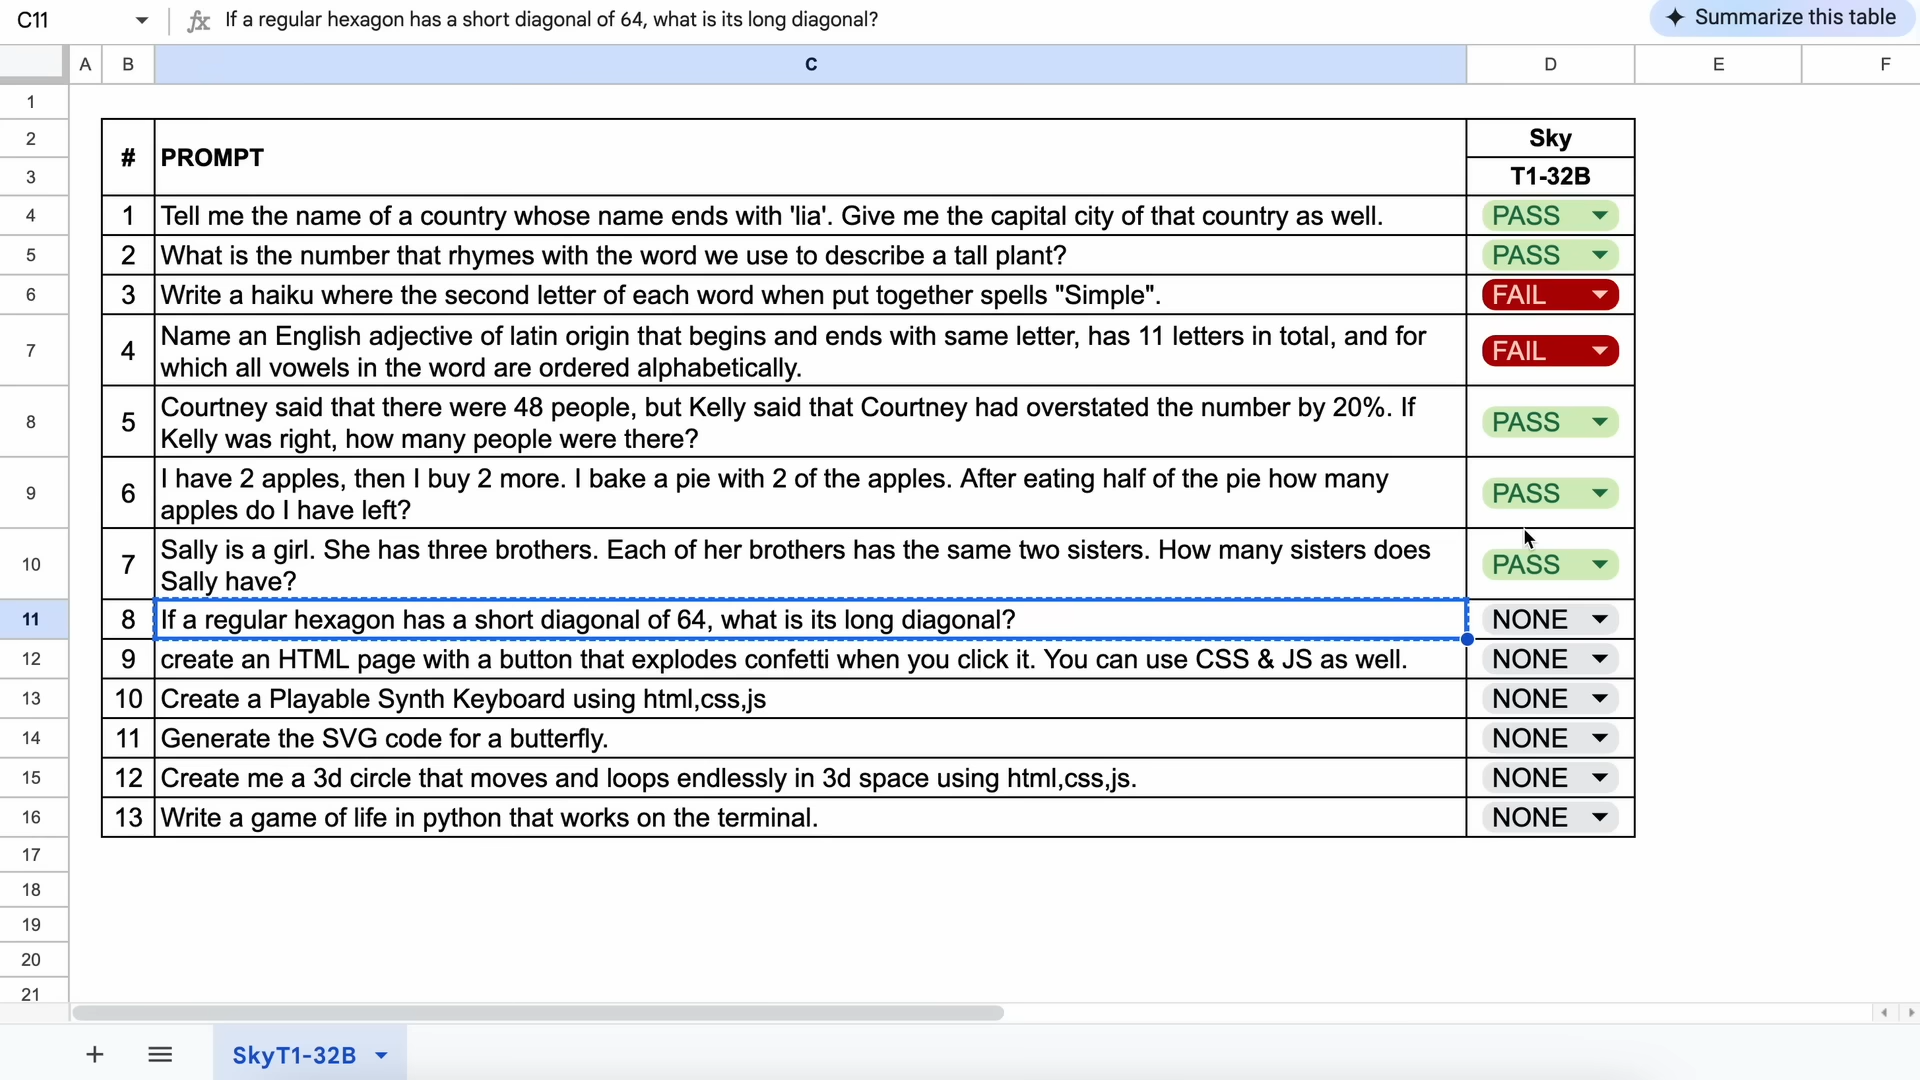 C11
fx If a regular hexagon has a short diagonal of 64, what is its long diagonal?
Summarize this table
A B C D E F
1
2 Sky
# PROMPT
3 T1-32B
4 1 Tell me the name of a country whose name ends with 'lia'. Give me the capital city of that country as well. PASS
5 2 What is the number that rhymes with the word we use to describe a tall plant? PASS
6 3 Write a haiku where the second letter of each word when put together spells "Simple". FAIL
7 4 Name an English adjective of latin origin that begins and ends with same letter, has 11 letters in total, and for
which all vowels in the word are ordered alphabetically. FAIL
8 5 Courtney said that there were 48 people, but Kelly said that Courtney had overstated the number by 20%. If
Kelly was right, how many people were there? PASS
9 6 I have 2 apples, then I buy 2 more. I bake a pie with 2 of the apples. After eating half of the pie how many
apples do I have left? PASS
10 7 Sally is a girl. She has three brothers. Each of her brothers has the same two sisters. How many sisters does
Sally have? PASS
11 8 If a regular hexagon has a short diagonal of 64, what is its long diagonal? NONE
12 9 create an HTML page with a button that explodes confetti when you click it. You can use CSS & JS as well. NONE
13 10 Create a Playable Synth Keyboard using html,css,js NONE
14 11 Generate the SVG code for a butterfly. NONE
15 12 Create me a 3d circle that moves and loops endlessly in 3d space using html,css,js. NONE
16 13 Write a game of life in python that works on the terminal. NONE
17
18
19
20
21
SkyT1-32B